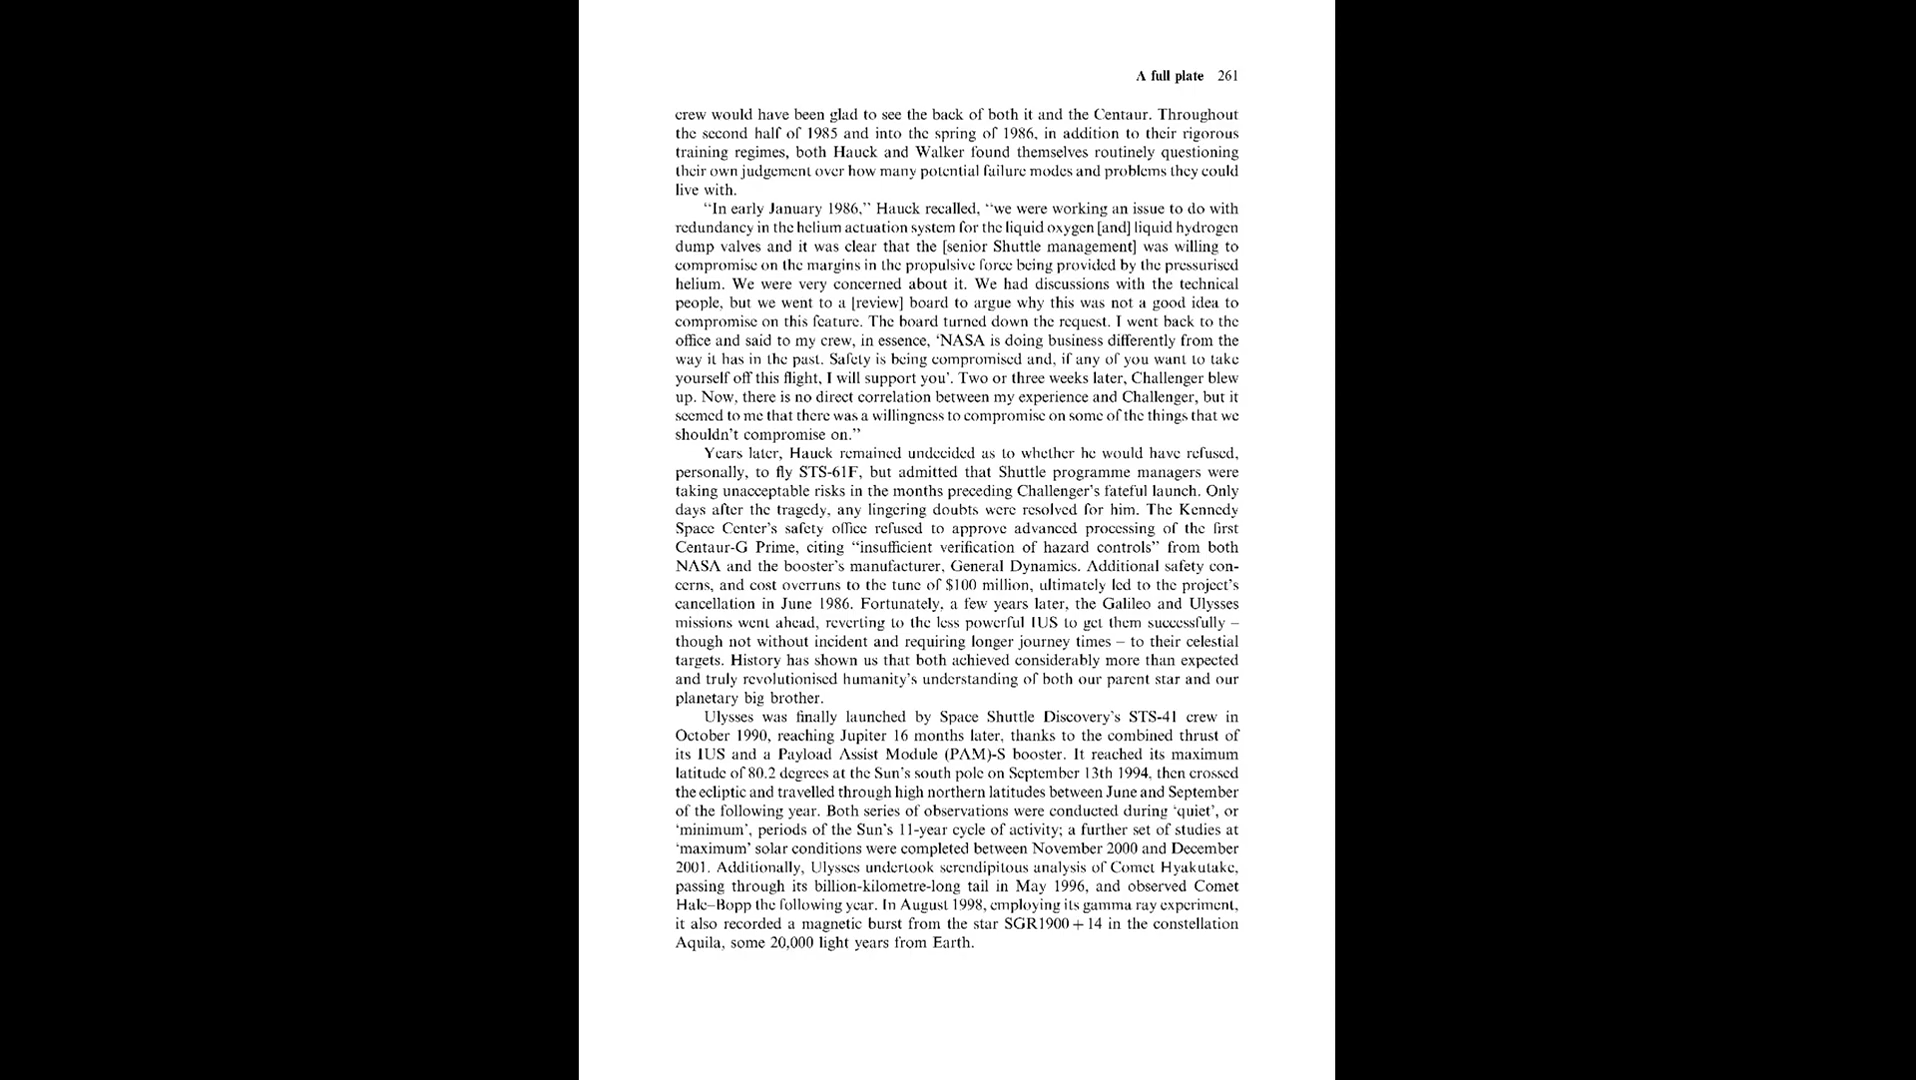 A full plate 261
crew would have been glad to see the back of both it and the Centaur. Throughout
the second half of 1985 and into the spring of 1986, in addition to their rigorous
training regimes, both Hauck and Walker found themselves routinely questioning
their own judgement over how many potential failure modes and problems they could
live with.
“In early January 1986,” Hauck recalled, “we were working an issue to do with
redundancy in the helium actuation system for the liquid oxygen [and] liquid hydrogen
dump valves and it was clear that the [senior Shuttle management] was willing to
compromise on the margins in the propulsive force being provided by the pressurised
helium. We were very concerned about it. We had discussions with the technical
people, but we went to a [review] board to argue why this was not a good idea to
compromise on this feature. The board turned down the request. I went back to the
office and said to my crew, in essence, ‘NASA is doing business differently from the
way it has in the past. Safety is being compromised and, if any of you want to take
yourself off this flight, I will support you’. Two or three weeks later, Challenger blew
up. Now, there is no direct correlation between my experience and Challenger, but it
seemed to me that there was a willingness to compromise on some of the things that we
shouldn’t compromise on.”
Years later, Hauck remained undecided as to whether he would have refused,
personally, to fly STS-61F, but admitted that Shuttle programme managers were
taking unacceptable risks in the months preceding Challenger’s fateful launch. Only
days after the tragedy, any lingering doubts were resolved for him. The Kennedy
Space Center’s safety office refused to approve advanced processing of the first
Centaur-G Prime, citing “insufficient verification of hazard controls” from both
NASA and the booster’s manufacturer, General Dynamics. Additional safety con-
cerns, and cost overruns to the tune of $100 million, ultimately led to the project’s
cancellation in June 1986. Fortunately, a few years later, the Galileo and Ulysses
missions went ahead, reverting to the less powerful IUS to get them successfully –
though not without incident and requiring longer journey times – to their celestial
targets. History has shown us that both achieved considerably more than expected
and truly revolutionised humanity’s understanding of both our parent star and our
planetary big brother.
Ulysses was finally launched by Space Shuttle Discovery’s STS-41 crew in
October 1990, reaching Jupiter 16 months later, thanks to the combined thrust of
its IUS and a Payload Assist Module (PAM)-S booster. It reached its maximum
latitude of 80.2 degrees at the Sun’s south pole on September 13th 1994, then crossed
the ecliptic and travelled through high northern latitudes between June and September
of the following year. Both series of observations were conducted during ‘quiet’, or
‘minimum’, periods of the Sun’s 11-year cycle of activity; a further set of studies at
‘maximum’ solar conditions were completed between November 2000 and December
2001. Additionally, Ulysses undertook serendipitous analysis of Comet Hyakutake,
passing through its billion-kilometre-long tail in May 1996, and observed Comet
Hale–Bopp the following year. In August 1998, employing its gamma ray experiment,
it also recorded a magnetic burst from the star SGR1900 + 14 in the constellation
Aquila, some 20,000 light years from Earth.